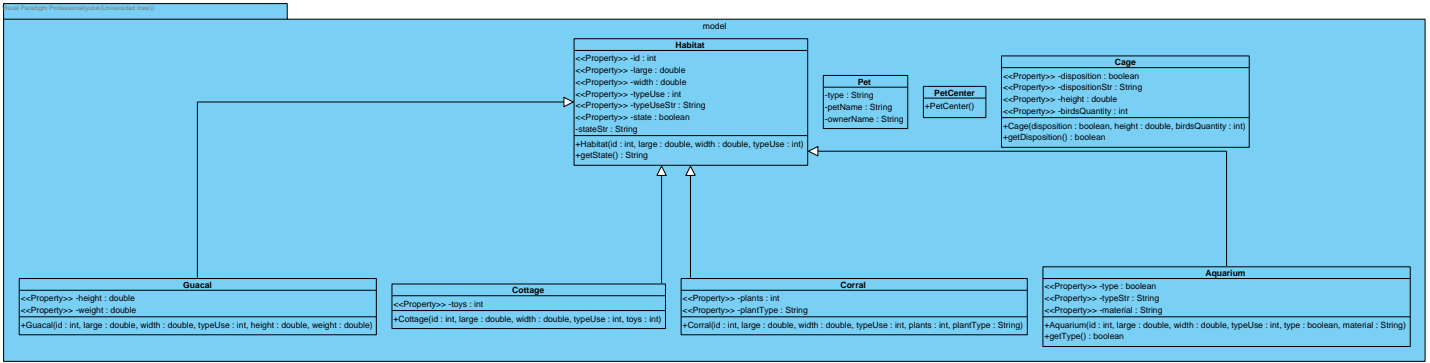 Visual Paradigm Professional(yuluk(Universidad Icesi))
model
Habitat
<<Property>> -id : int
<<Property>> -large : double
<<Property>> -width : double
<<Property>> -typeUse : int
<<Property>> -typeUseStr : String
<<Property>> -state : boolean
-stateStr : String
+Habitat(id : int, large : double, width : double, typeUse : int)
+getState() : String
Pet
-type : String
-petName : String
-ownerName : String
PetCenter
+PetCenter()
Cage
<<Property>> -disposition : boolean
<<Property>> -dispositionStr : String
<<Property>> -height : double
<<Property>> -birdsQuantity : int
+Cage(disposition : boolean, height : double, birdsQuantity : int)
+getDisposition() : boolean
Guacal
<<Property>> -height : double
<<Property>> -weight : double
+Guacal(id : int, large : double, width : double, typeUse : int, height : double, weight : double)
Cottage
<<Property>> -toys : int
+Cottage(id : int, large : double, width : double, typeUse : int, toys : int)
Corral
<<Property>> -plants : int
<<Property>> -plantType : String
+Corral(id : int, large : double, width : double, typeUse : int, plants : int, plantType : String)
Aquarium
<<Property>> -type : boolean
<<Property>> -typeStr : String
<<Property>> -material : String
+Aquarium(id : int, large : double, width : double, typeUse : int, type : boolean, material : String)
+getType() : boolean